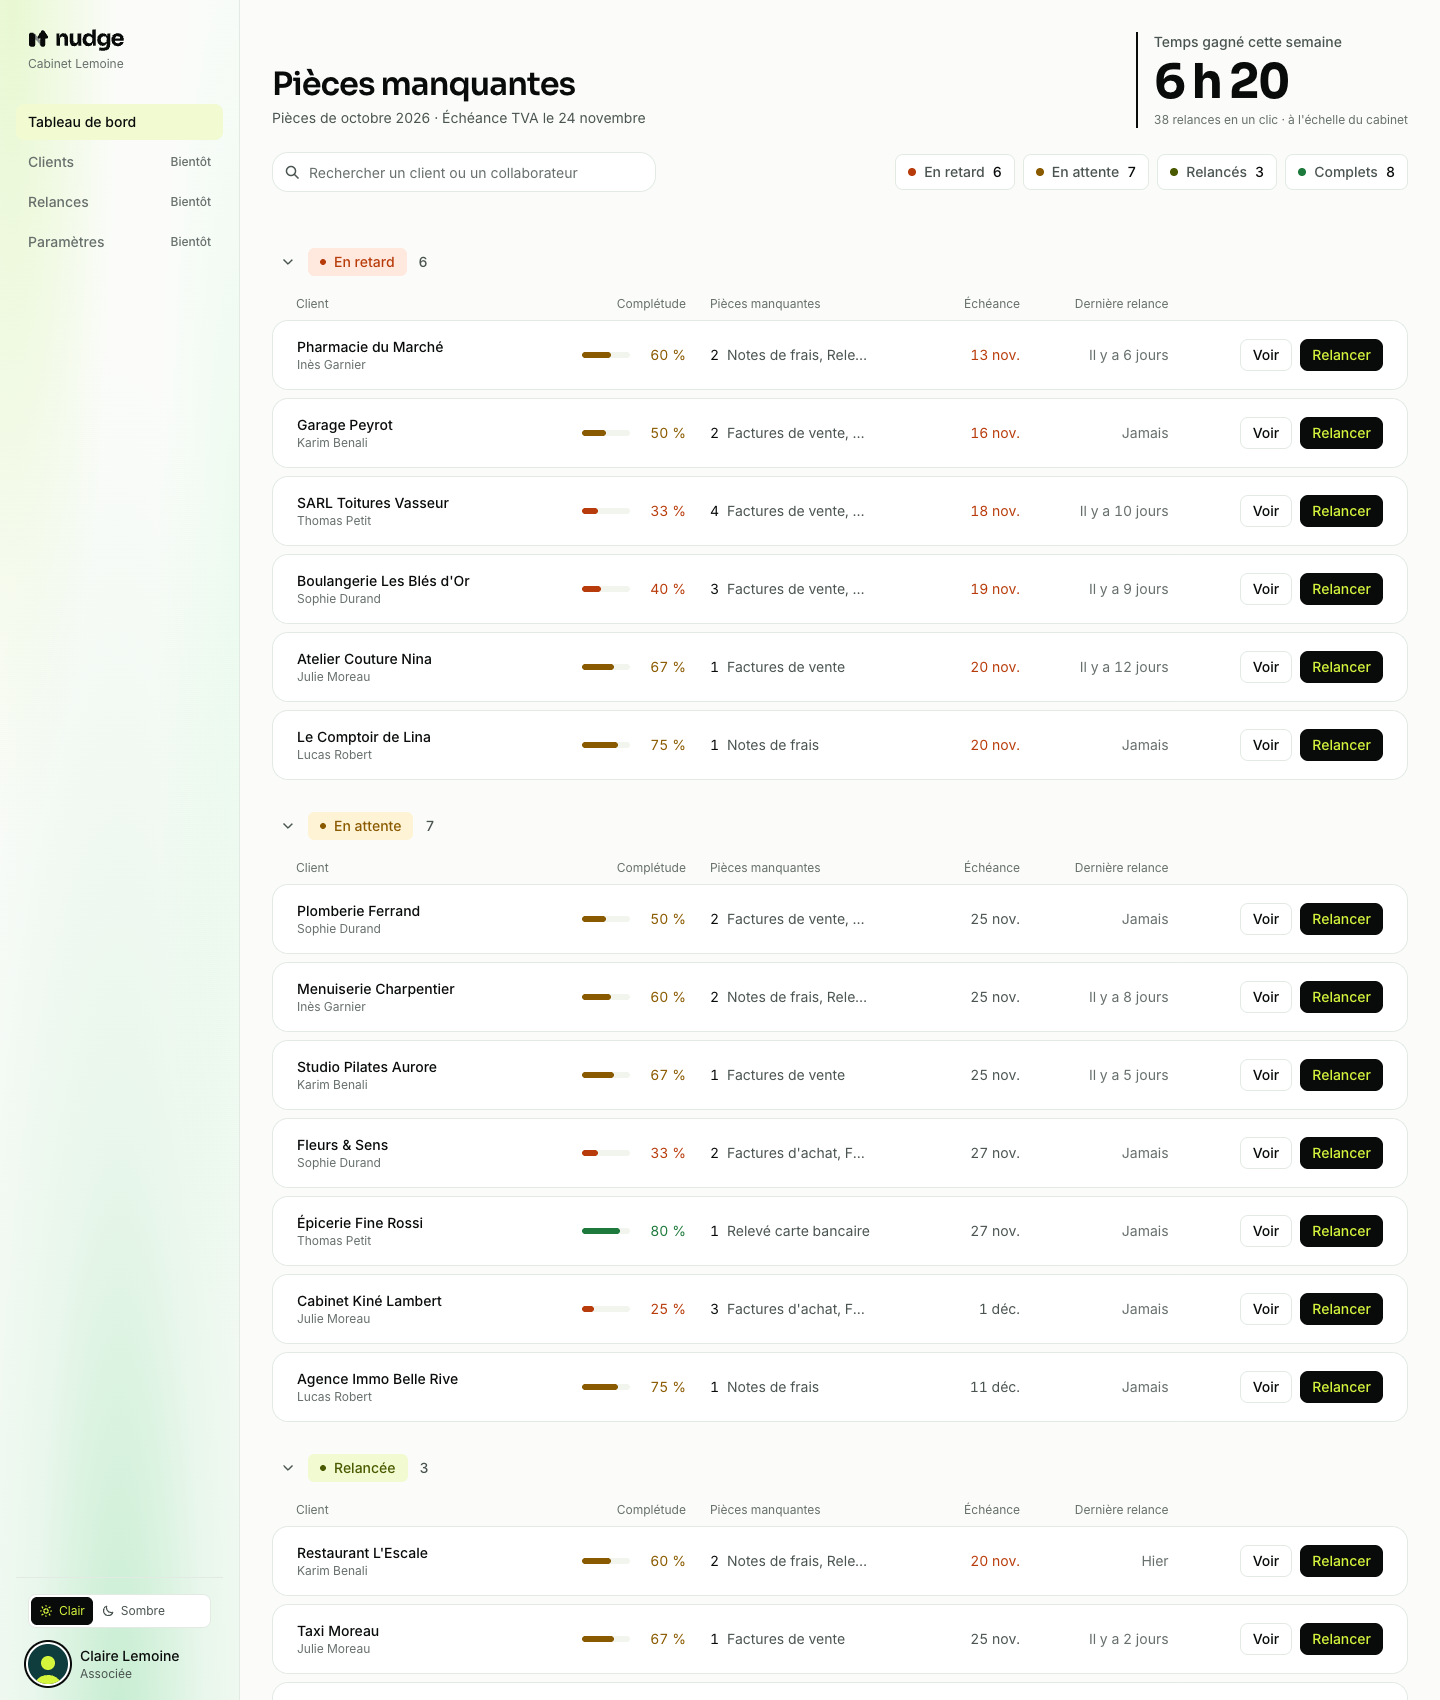 nudge
Cabinet Lemoine
Tableau de bord
Clients Bientôt
Relances Bientôt
Paramètres Bientôt
Clair Sombre
Claire Lemoine
Associée
Pièces manquantes
Pièces de octobre 2026 · Échéance TVA le 24 novembre
Temps gagné cette semaine
6 h 20
38 relances en un clic · à l'échelle du cabinet
Rechercher un client ou un collaborateur
En retard 6 En attente 7 Relancés 3 Complets 8
En retard 6
Client Complétude Pièces manquantes Échéance Dernière relance
Pharmacie du Marché
Inès Garnier
60 % 2 Notes de frais, Rele... 13 nov. Il y a 6 jours Voir Relancer
Garage Peyrot
Karim Benali
50 % 2 Factures de vente, ... 16 nov. Jamais Voir Relancer
SARL Toitures Vasseur
Thomas Petit
33 % 4 Factures de vente, ... 18 nov. Il y a 10 jours Voir Relancer
Boulangerie Les Blés d'Or
Sophie Durand
40 % 3 Factures de vente, ... 19 nov. Il y a 9 jours Voir Relancer
Atelier Couture Nina
Julie Moreau
67 % 1 Factures de vente 20 nov. Il y a 12 jours Voir Relancer
Le Comptoir de Lina
Lucas Robert
75 % 1 Notes de frais 20 nov. Jamais Voir Relancer
En attente 7
Client Complétude Pièces manquantes Échéance Dernière relance
Plomberie Ferrand
Sophie Durand
50 % 2 Factures de vente, ... 25 nov. Jamais Voir Relancer
Menuiserie Charpentier
Inès Garnier
60 % 2 Notes de frais, Rele... 25 nov. Il y a 8 jours Voir Relancer
Studio Pilates Aurore
Karim Benali
67 % 1 Factures de vente 25 nov. Il y a 5 jours Voir Relancer
Fleurs & Sens
Sophie Durand
33 % 2 Factures d'achat, F... 27 nov. Jamais Voir Relancer
Épicerie Fine Rossi
Thomas Petit
80 % 1 Relevé carte bancaire 27 nov. Jamais Voir Relancer
Cabinet Kiné Lambert
Julie Moreau
25 % 3 Factures d'achat, F... 1 déc. Jamais Voir Relancer
Agence Immo Belle Rive
Lucas Robert
75 % 1 Notes de frais 11 déc. Jamais Voir Relancer
Relancée 3
Client Complétude Pièces manquantes Échéance Dernière relance
Restaurant L'Escale
Karim Benali
60 % 2 Notes de frais, Rele... 20 nov. Hier Voir Relancer
Taxi Moreau
Julie Moreau
67 % 1 Factures de vente 25 nov. Il y a 2 jours Voir Relancer